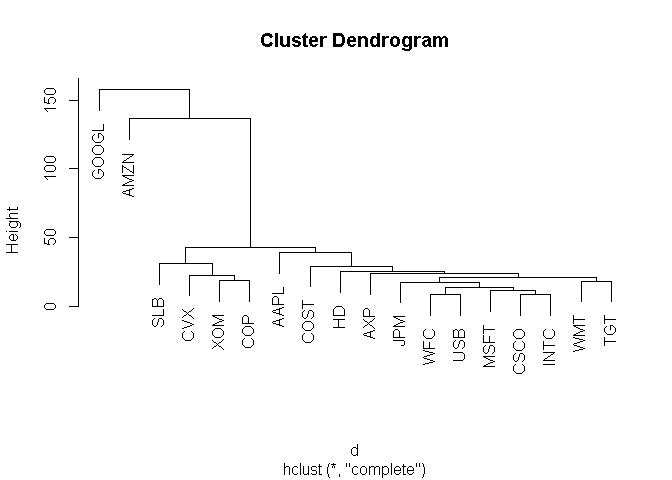 Cluster Dendrogram
Height
0
50
100
150
GOOGL
AMZN
SLB
CVX
XOM
COP
AAPL
COST
HD
AXP
JPM
WFC
USB
MSFT
CSCO
INTC
WMT
TGT
d
hclust (*, "complete")